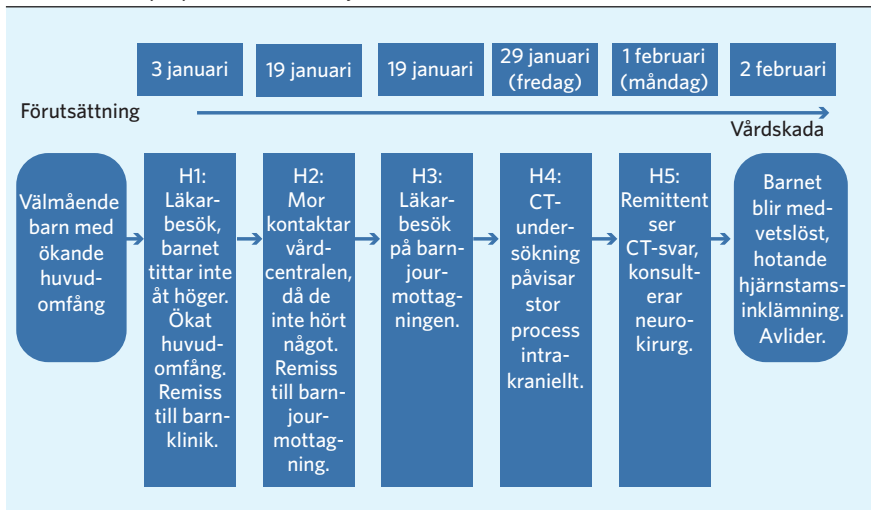 3 januari
19 januari
19 januari
29 januari
(fredag)
1 februari
(måndag)
2 februari
Förutsättning
Vårdskada
Välmående
barn med
ökande
huvud-
omfång
H1:
Läkar-
besök,
barnet
tittar inte
åt höger.
Ökat
huvud-
omfång.
Remiss
till barn-
klinik.
H2:
Mor
kontaktar
vård-
centralen,
då de
inte hört
något.
Remiss
till barn-
jour-
mottag-
ning.
H3:
Läkar-
besök
på barn-
jour-
mottag-
ningen.
H4:
CT-
under-
sökning
påvisar
stor
process
intra-
kraniellt.
H5:
Remittent
ser
CT-svar,
konsult-
erar
neuro-
kirurg.
Barnet
blir med-
vetslöst,
hotande
hjärnstams-
inklämning.
Avlider.